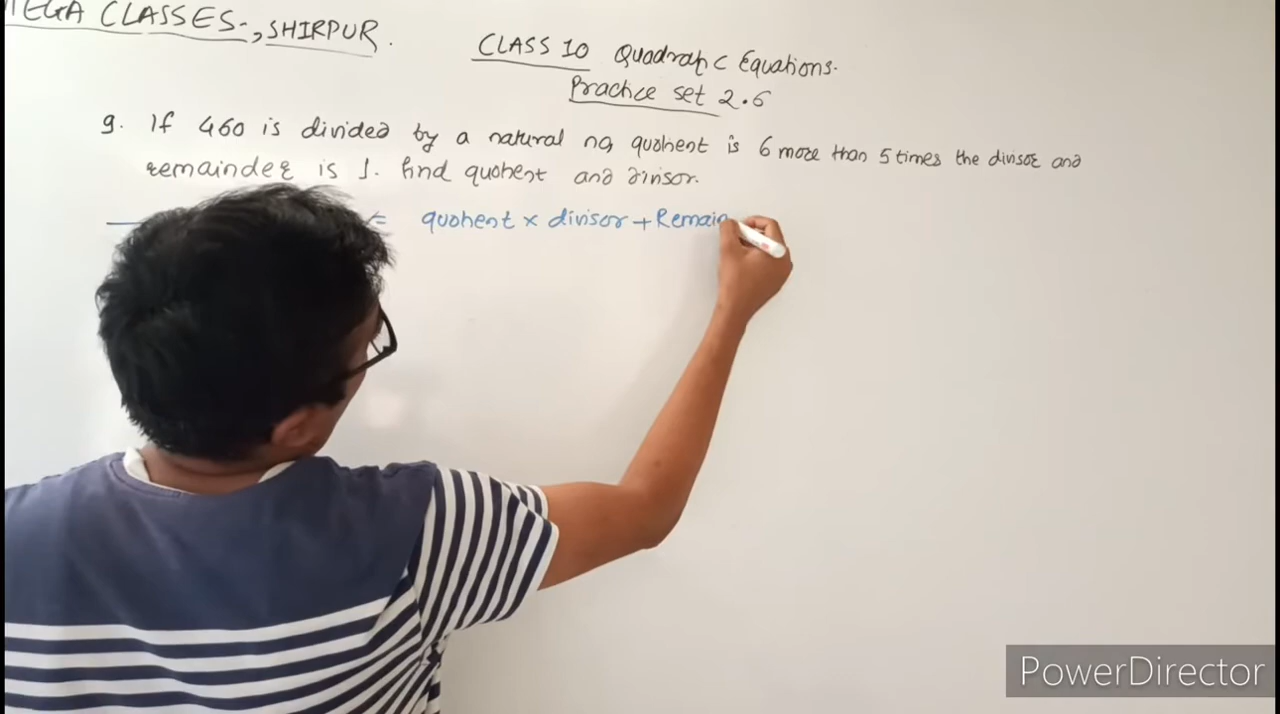 CLASSES-, SHIRPUR.
CLASS 10 Quadratic Equations.
Practice set 2.6
9. If 460 is divided by a natural no, quotient is 6 more than 5 times the divisor and
remainder is 1. find quotient and divisor.
= quotient × divisor + Remain
PowerDirector